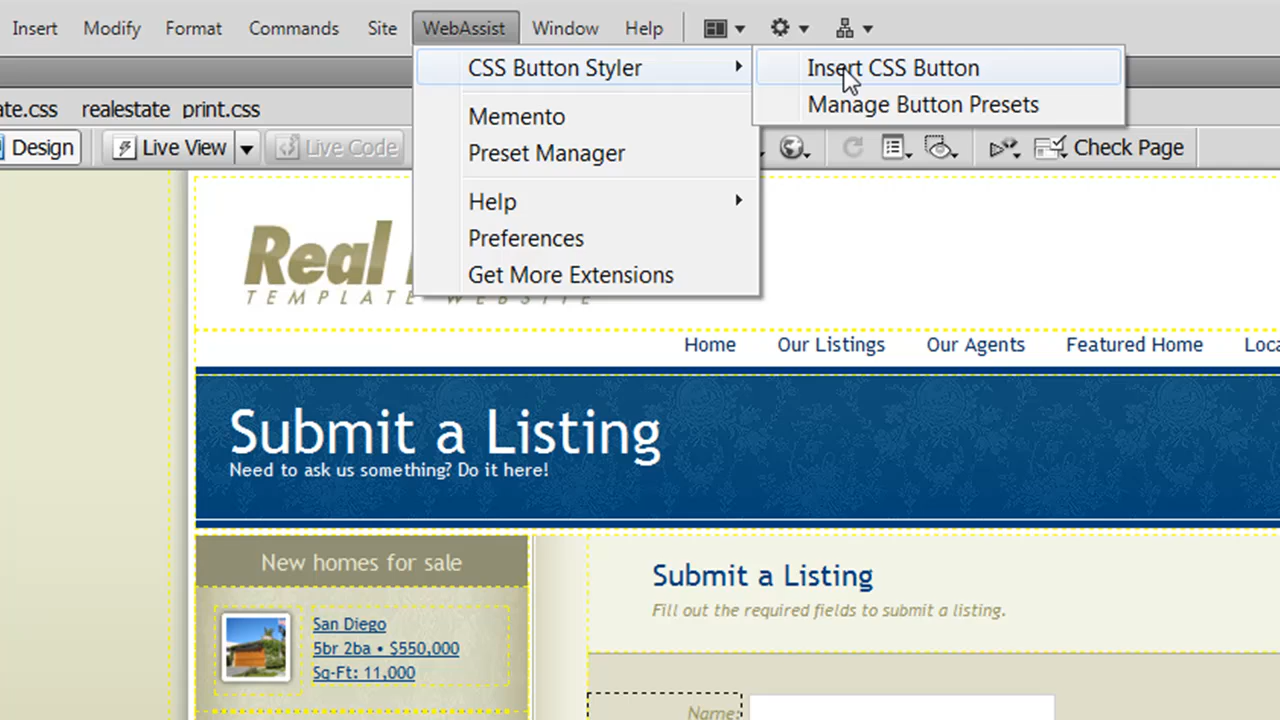 Insert Modify Format Commands Site WebAssist Window Help
CSS Button Styler
Insert CSS Button
Manage Button Presets
te.css realestate_print.css
Memento
Design Live View Live Code Check Page
Preset Manager
Help
Preferences
Get More Extensions
Real
TEMPLATE WEBSITE
Home Our Listings Our Agents Featured Home Loca
Submit a Listing
Need to ask us something? Do it here!
New homes for sale
San Diego
5br 2ba • $550,000
Sq-Ft: 11,000
Submit a Listing
Fill out the required fields to submit a listing.
Name: